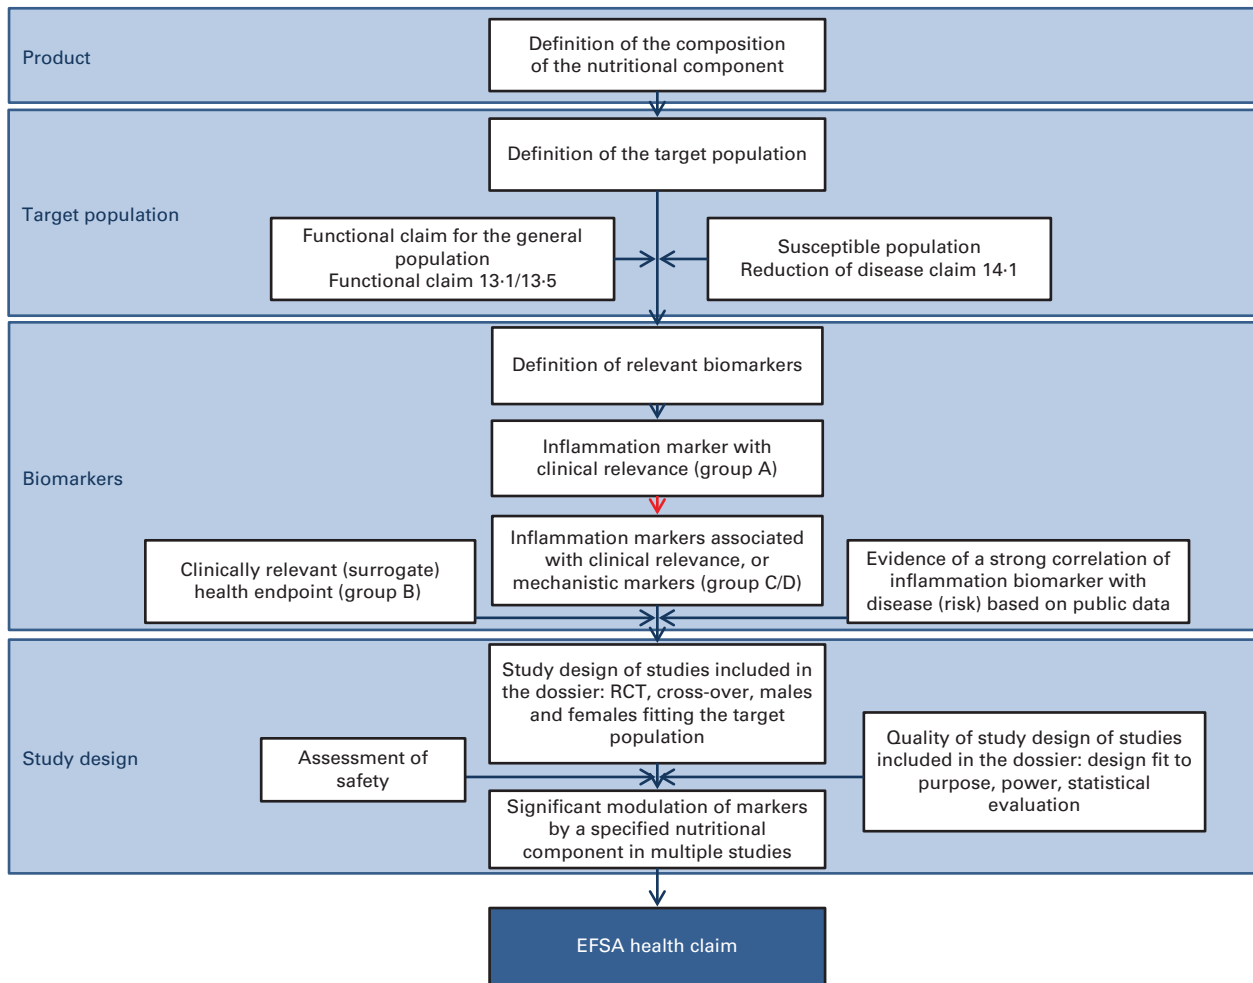 Product
Definition of the composition
of the nutritional component
Definition of the target population
Target population
Functional claim for the general
population
Functional claim 13·1/13·5
Susceptible population
Reduction of disease claim 14·1
Definition of relevant biomarkers
Inflammation marker with
clinical relevance (group A)
Biomarkers
Clinically relevant (surrogate)
health endpoint (group B)
Inflammation markers associated
with clinical relevance, or
mechanistic markers (group C/D)
Evidence of a strong correlation of
inflammation biomarker with
disease (risk) based on public data
Study design of studies included in
the dossier: RCT, cross-over, males
and females fitting the target
population
Study design
Assessment of
safety
Quality of study design of studies
included in the dossier: design fit to
purpose, power, statistical
evaluation
Significant modulation of markers
by a specified nutritional
component in multiple studies
EFSA health claim